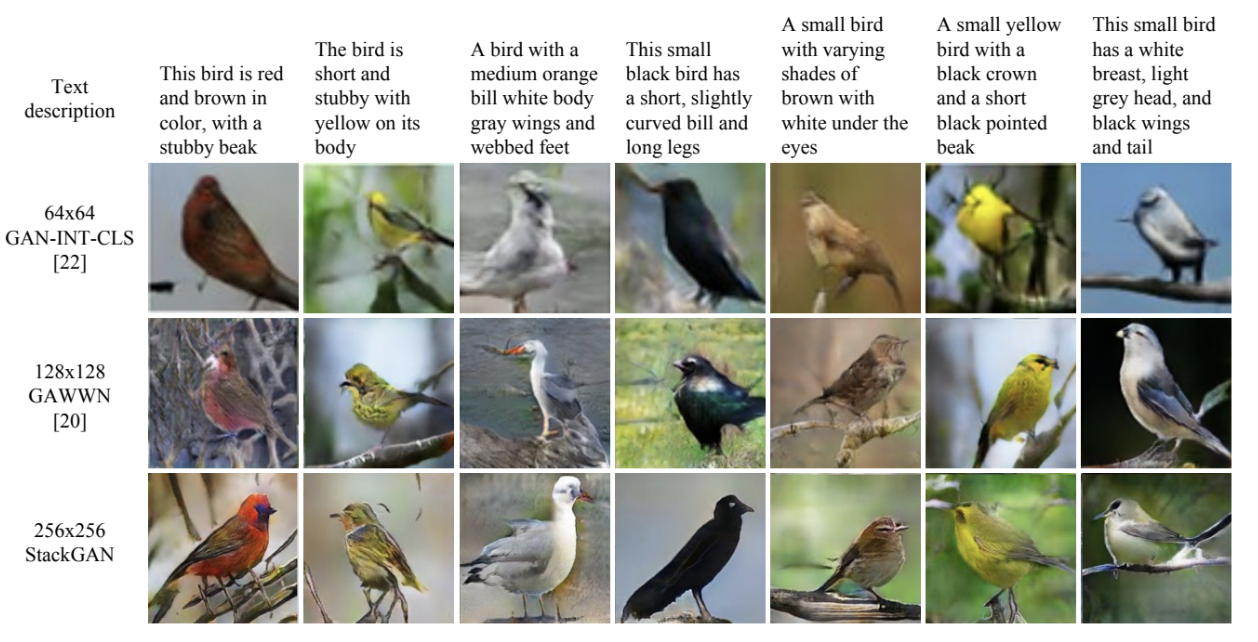 Text
description
This bird is red
and brown in
color, with a
stubby beak
The bird is
short and
stubby with
yellow on its
body
A bird with a
medium orange
bill white body
gray wings and
webbed feet
This small
black bird has
a short, slightly
curved bill and
long legs
A small bird
with varying
shades of
brown with
white under the
eyes
A small yellow
bird with a
black crown
and a short
black pointed
beak
This small bird
has a white
breast, light
grey head, and
black wings
and tail
64x64
GAN-INT-CLS
[22]
128x128
GAWWN
[20]
256x256
StackGAN